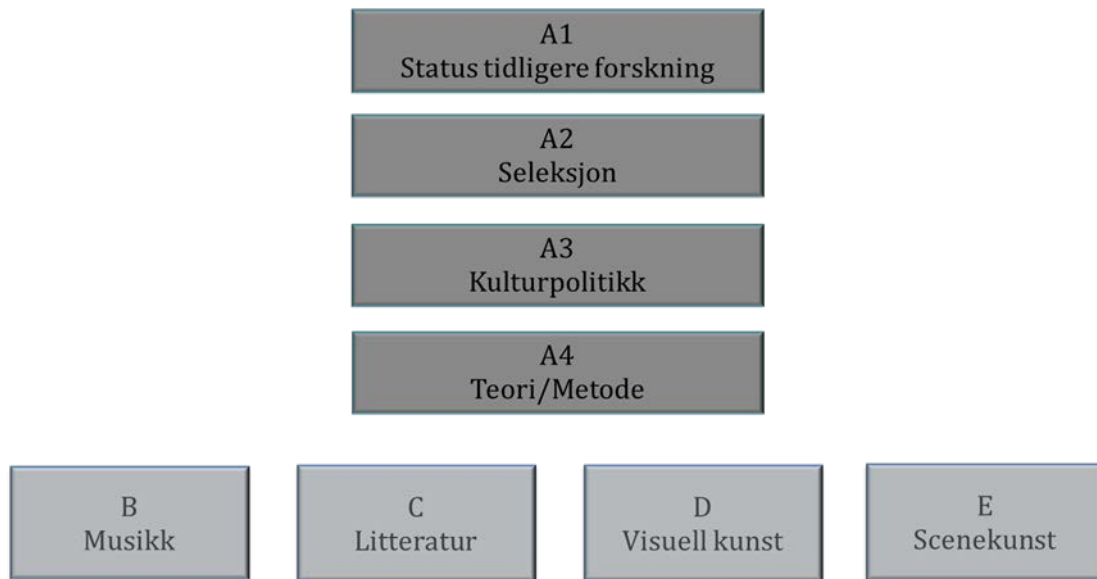 A1
Status tidligere forskning
A2
Seleksjon
A3
Kulturpolitikk
A4
Teori/Metode
B
Musikk
C
Litteratur
D
Visuell kunst
E
Scenekunst